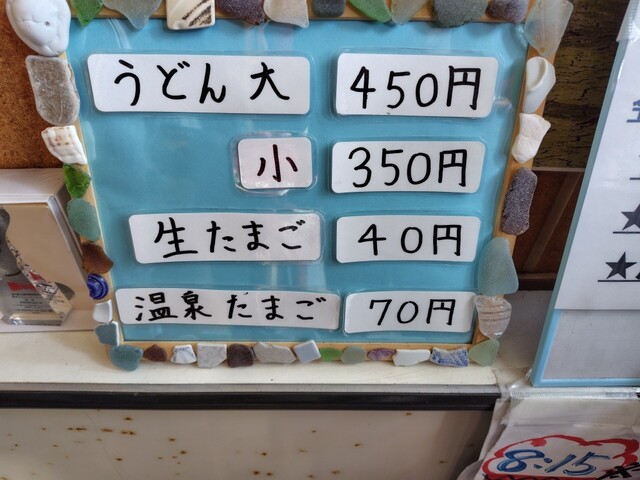 うどん 大 450円
小 350円
生たまご 40円
温泉たまご 70円
8:15